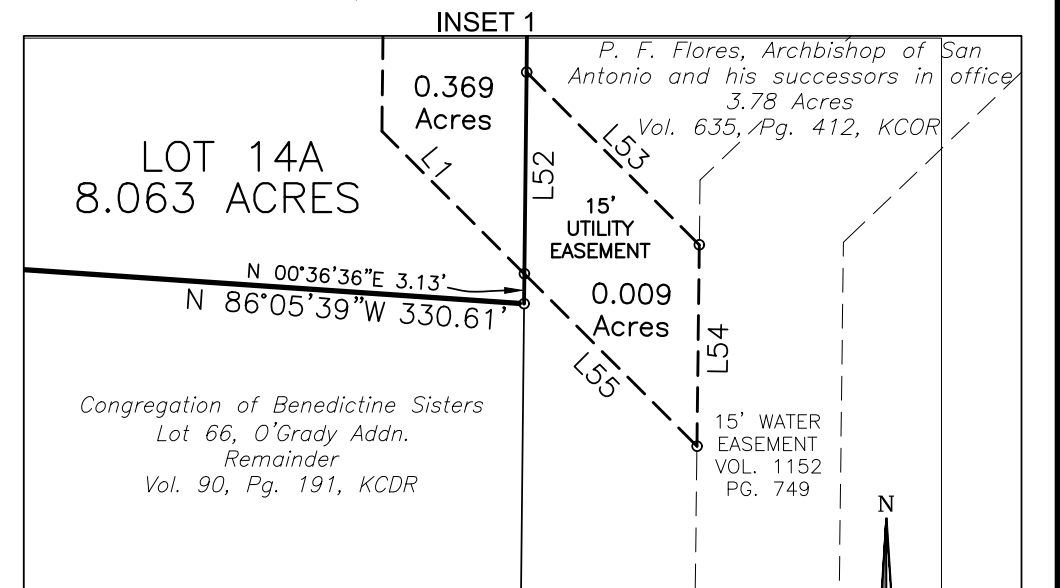 INSET 1
P. F. Flores, Archbishop of San
Antonio and his successors in office
3.78 Acres
Vol. 635, Pg. 412, KCOR
0.369
Acres
LOT 14A
8.063 ACRES
L1
L52
L53
15'
UTILITY
EASEMENT
N 00°36'36"E 3.13'
N 86°05'39"W 330.61'
0.009
Acres
L54
L55
Congregation of Benedictine Sisters
Lot 66, O'Grady Addn.
Remainder
Vol. 90, Pg. 191, KCDR
15' WATER
EASEMENT
VOL. 1152
PG. 749
N